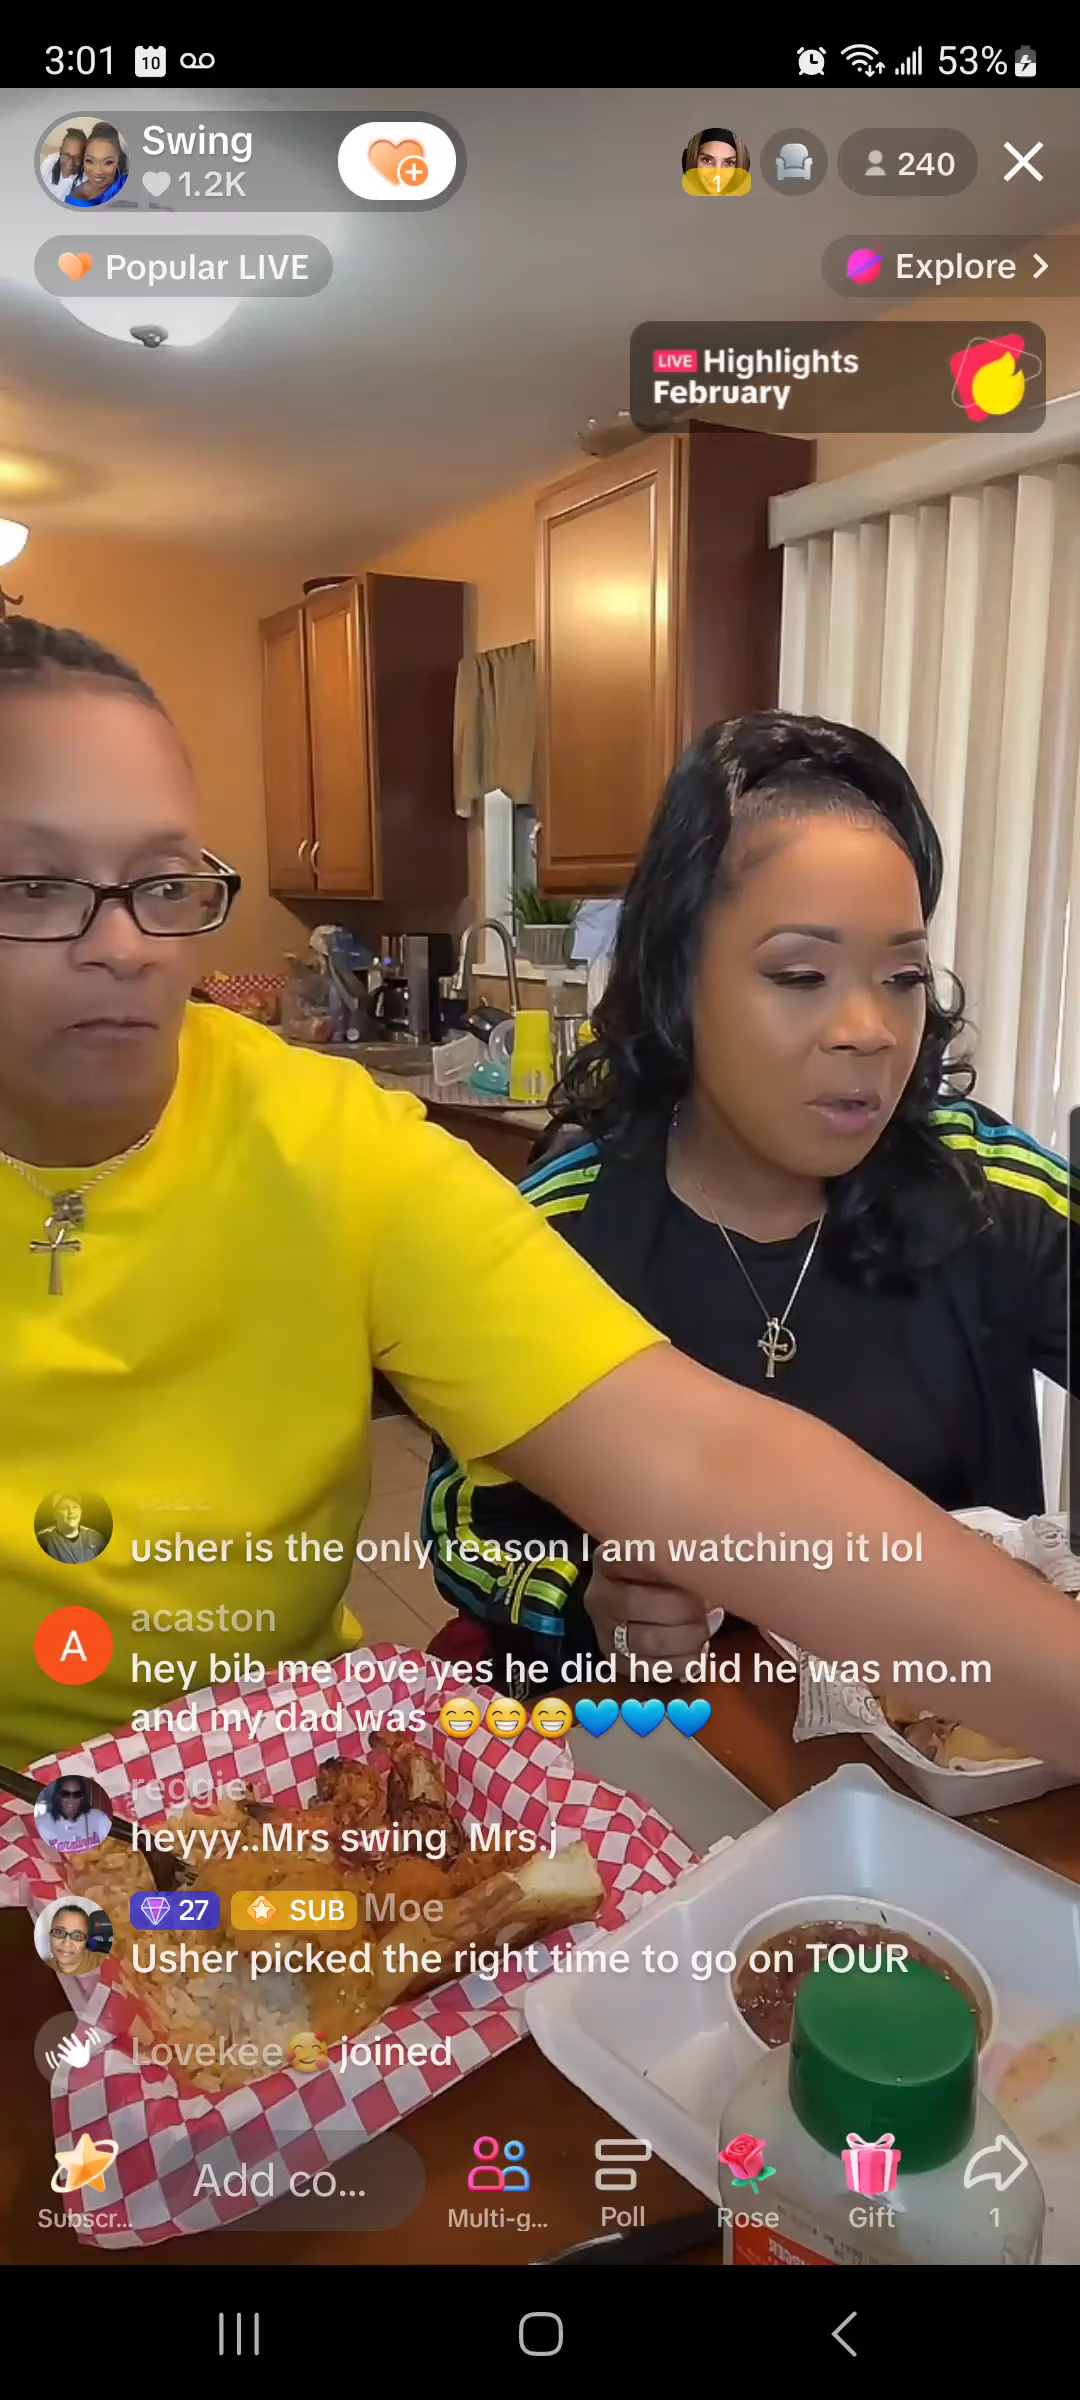 3:01 10 53%
Swing
1.2K
1
240
Popular LIVE
Explore
LIVE Highlights
February
usher is the only reason I am watching it lol
A
acaston
hey bib me love yes he did he did he was mo.m
and my dad was 😁😁😁💙💙💙
reggie
heyyy..Mrs swing Mrs.j
27 SUB Moe
Usher picked the right time to go on TOUR
Lovekee🥰 joined
Add co...
Subscr...
Multi-g...
Poll
Rose
Gift
1